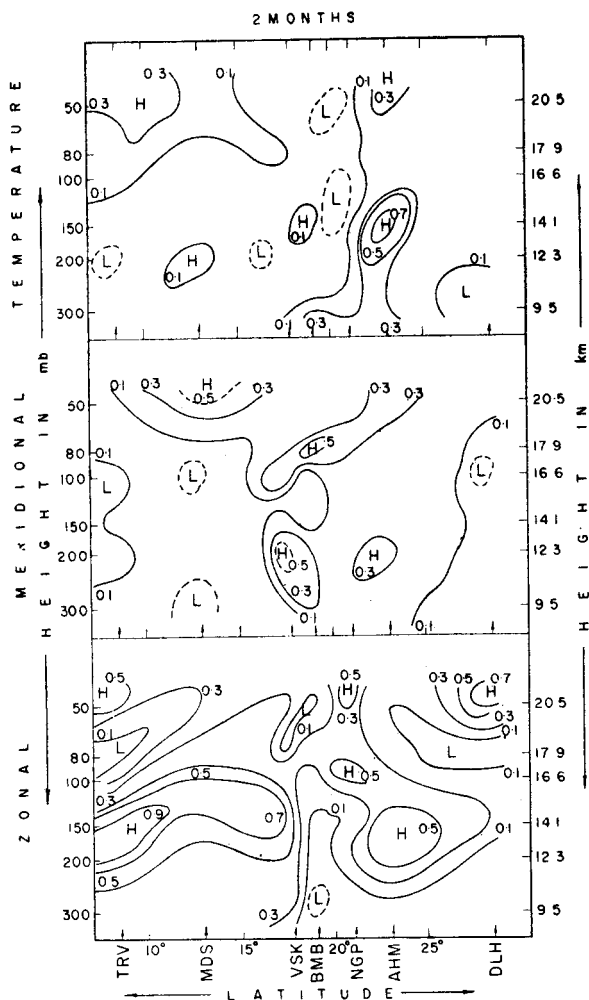 2 MONTHS
TEMPERATURE
MERIDIONAL
ZONAL
HEIGHT IN mb
HEIGHT IN km
0·3 0·1 0·1 H
0·3 H 0·3
50 L 20 5
80 17 9
100 16 6
0·1 L
H 0·7
150 H 14 1
0·1 0·5
200 L H L 12 3
0·1 0·1
L
300 9 5
0·1 0·3 0·3
0·1 0·3 H 0·3 0·3 0·3
50 0·5 20·5
0·1
H ·5 17 9
80 0·1
100 L L L 16 6
150 14 1
200 H H 12 3
0·5 0·3
0·1 0·3
L
300 0·1 0·1 9 5
0·5 0·3 H 0·5 0·7
H H
50 L 0·3 0·3 20 5
0·1 0·1 0·1
L L 17 9
80
100 0·5 H 0·5 0·1 16 6
0·3 0·9 0·1 0·1
150 H 0·7 H 0·5 14 1
200 12 3
0·5
L
300 0·3 9 5
10° 15° 20° 25°
TRV MDS VSK BMB NGP AHM DLH
LATITUDE